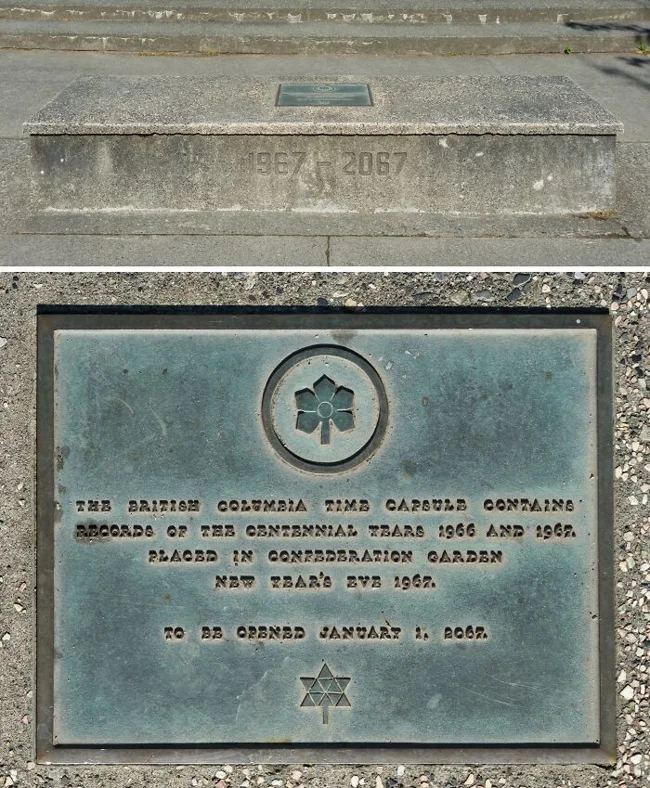 1967 - 2067
THE BRITISH COLUMBIA TIME CAPSULE CONTAINS
RECORDS OF THE CENTENNIAL YEARS 1966 AND 1967.
PLACED IN CONFEDERATION GARDEN
NEW YEAR'S EVE 1967.
TO BE OPENED JANUARY 1, 2067.